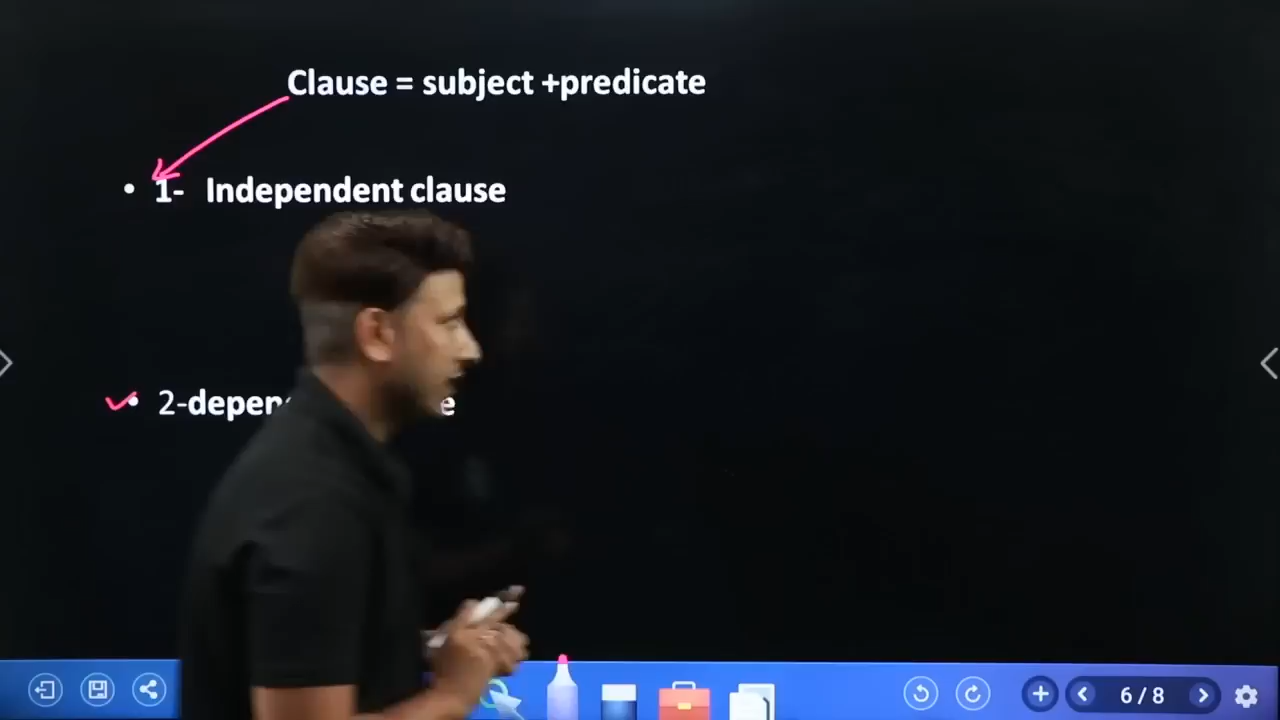 Clause = subject +predicate
• 1- Independent clause
• 2-depen
6 / 8